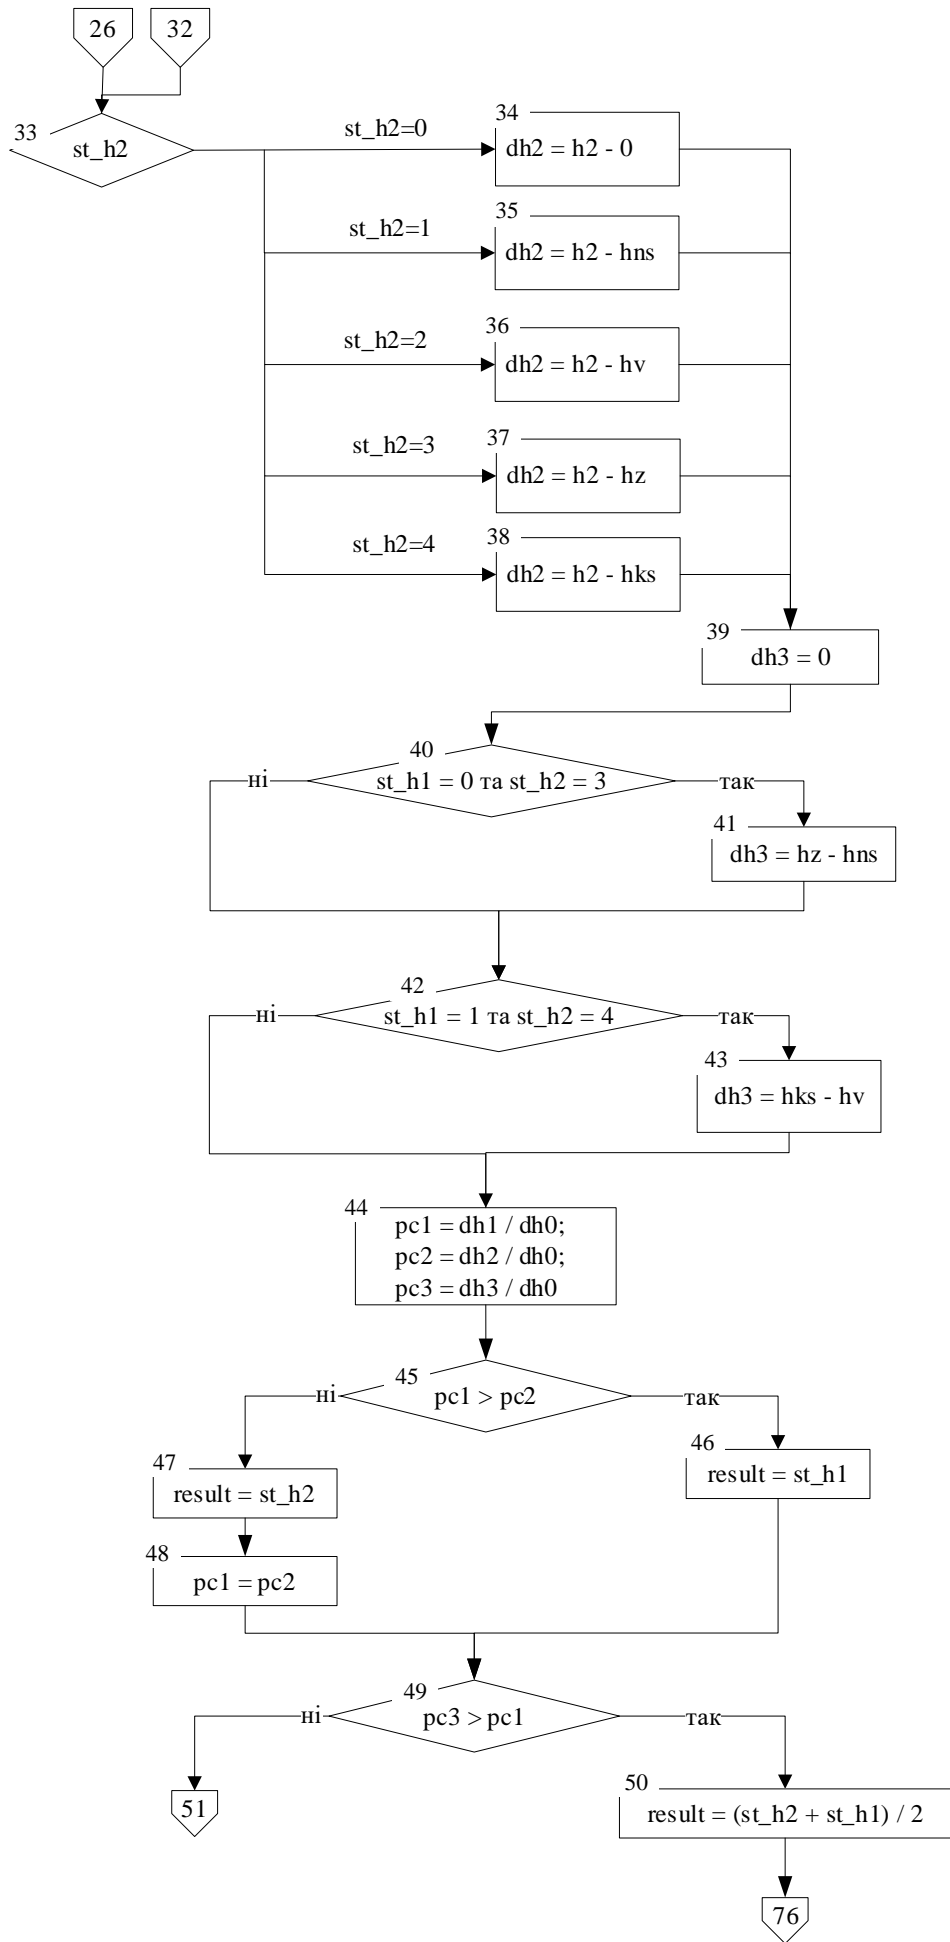 26
32
33
st_h2
st_h2=0
34
dh2 = h2 - 0
st_h2=1
35
dh2 = h2 - hns
st_h2=2
36
dh2 = h2 - hv
st_h2=3
37
dh2 = h2 - hz
st_h2=4
38
dh2 = h2 - hks
39
dh3 = 0
40
ні
st_h1 = 0 та st_h2 = 3
так
41
dh3 = hz - hns
42
ні
st_h1 = 1 та st_h2 = 4
так
43
dh3 = hks - hv
44
pc1 = dh1 / dh0;
pc2 = dh2 / dh0;
pc3 = dh3 / dh0
45
ні
pc1 > pc2
так
46
result = st_h1
47
result = st_h2
48
pc1 = pc2
49
ні
pc3 > pc1
так
51
50
result = (st_h2 + st_h1) / 2
76